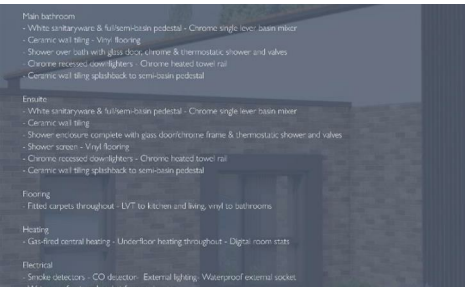 Main bathroom
- White sanitaryware & full/semi-basin pedestal - Chrome single lever basin mixer
- Ceramic wall tiling - Vinyl flooring
- Shower over bath with glass door, chrome & thermostatic shower and valves
- Chrome recessed downlighters - Chrome heated towel rail
- Ceramic wall tiling splashback to semi-basin pedestal
Ensuite
- White sanitaryware & full/semi-basin pedestal - Chrome single lever basin mixer
- Ceramic wall tiling
- Shower enclosure complete with glass door/chrome frame & thermostatic shower and valves
- Shower screen - Vinyl flooring
- Chrome recessed downlighters - Chrome heated towel rail
- Ceramic wall tiling splashback to semi-basin pedestal
Flooring
- Fitted carpets throughout - LVT to kitchen and living, vinyl to bathrooms
Heating
- Gas-fired central heating - Underfloor heating throughout - Digital room stats
Electrical
- Smoke detectors - CO detector- External lighting- Waterproof external socket